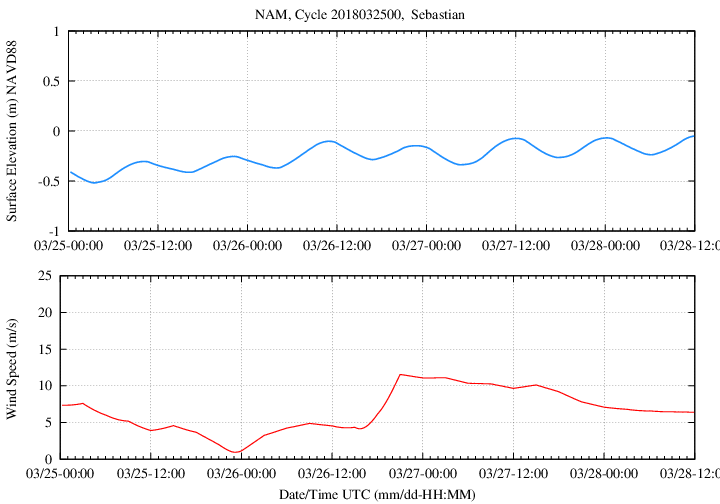 NAM, Cycle 2018032500,  Sebastian
Surface Elevation (m) NAVD88
1
0.5
0
-0.5
-1
03/25-00:00 03/25-12:00 03/26-00:00 03/26-12:00 03/27-00:00 03/27-12:00 03/28-00:00 03/28-12:0
Wind Speed (m/s)
25
20
15
10
5
0
03/25-00:00 03/25-12:00 03/26-00:00 03/26-12:00 03/27-00:00 03/27-12:00 03/28-00:00 03/28-12:0
Date/Time UTC (mm/dd-HH:MM)